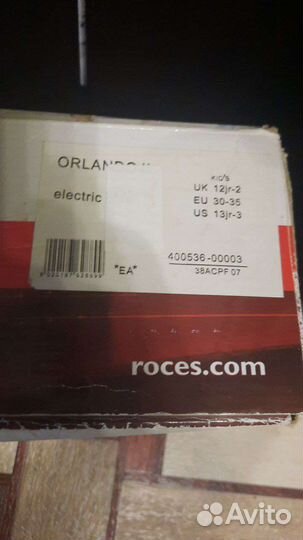 ORLANDO
KID'S
UK 12jr-2
electric
EU 30-35
US 13jr-3
"EA"
400536-00003
38ACPF 07
roces.com
Avito